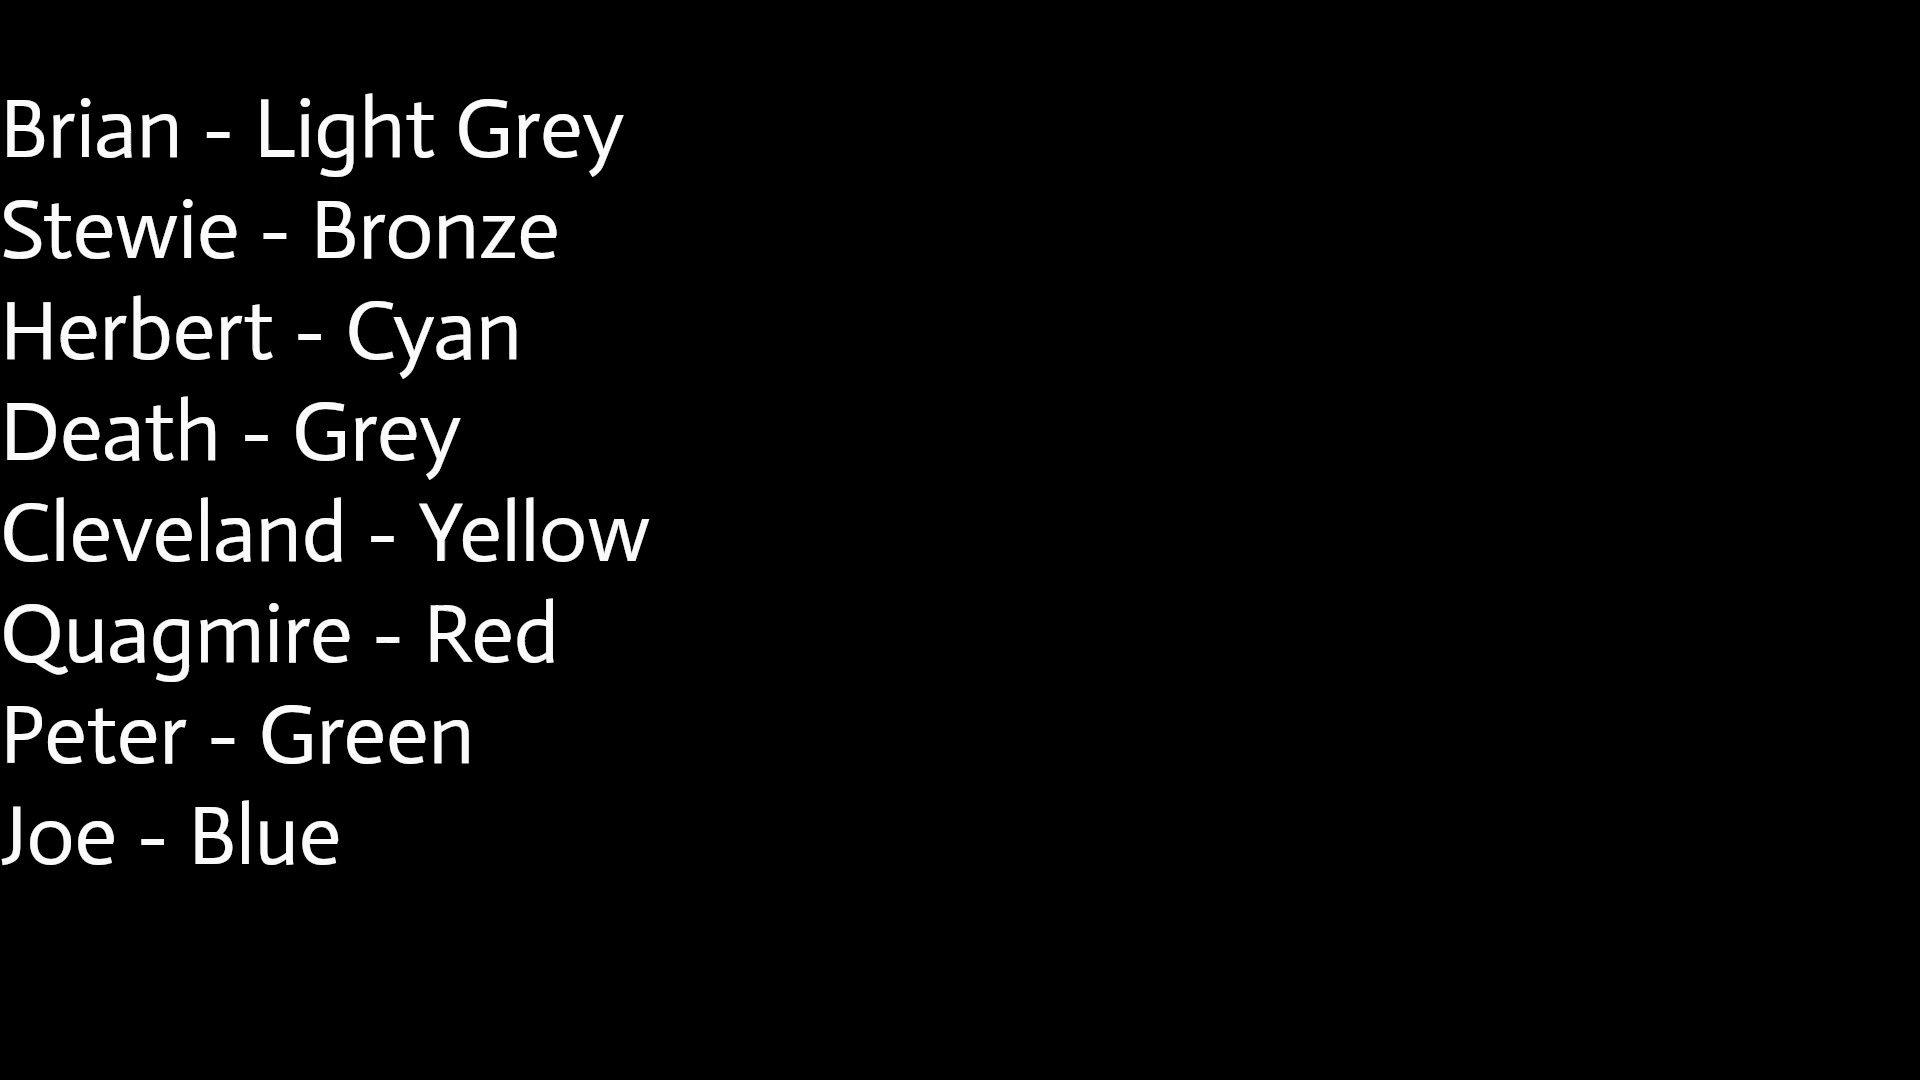 Brian - Light Grey
Stewie - Bronze
Herbert - Cyan
Death - Grey
Cleveland - Yellow
Quagmire - Red
Peter - Green
Joe - Blue